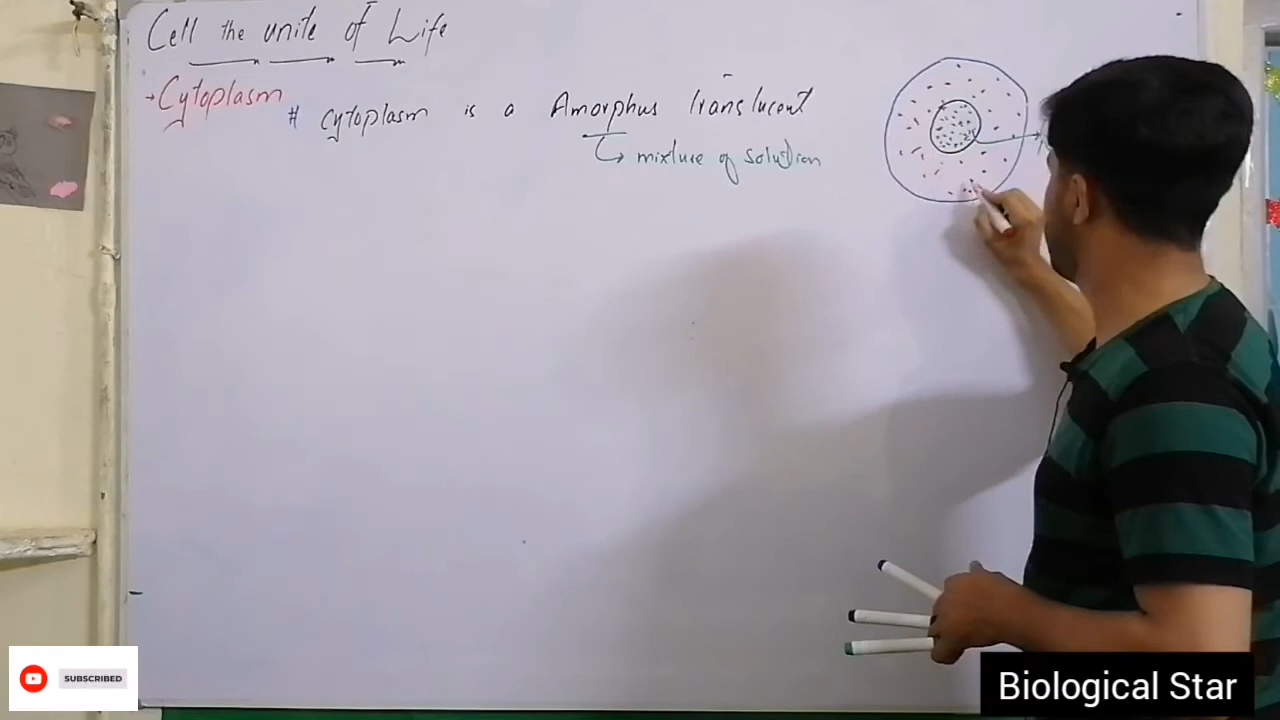 Cell the unite of Life
→ Cytoplasm
# cytoplasm is a Amorphus translucent
↳ mixture of solution
SUBSCRIBED
Biological Star